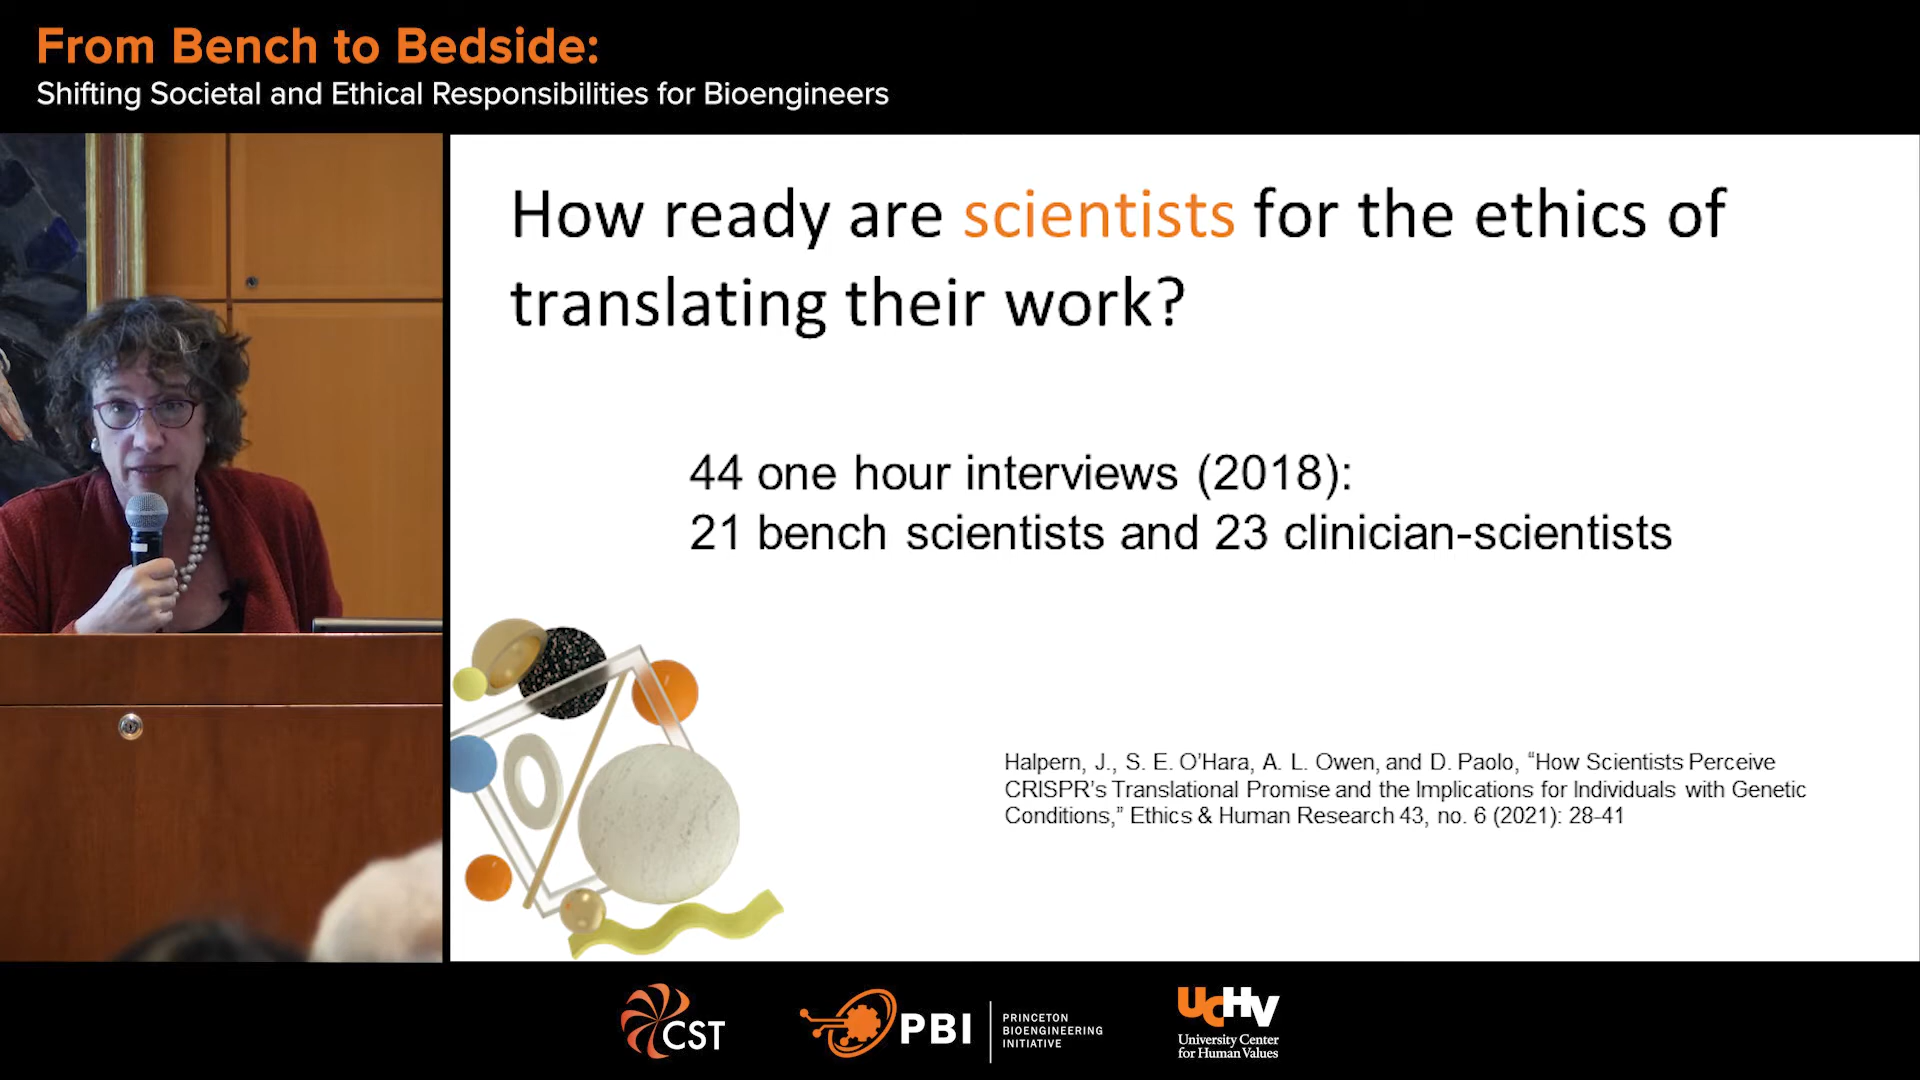 From Bench to Bedside:
Shifting Societal and Ethical Responsibilities for Bioengineers
How ready are scientists for the ethics of
translating their work?
44 one hour interviews (2018):
21 bench scientists and 23 clinician-scientists
Halpern, J., S. E. O’Hara, A. L. Owen, and D. Paolo, “How Scientists Perceive
CRISPR’s Translational Promise and the Implications for Individuals with Genetic
Conditions,” Ethics & Human Research 43, no. 6 (2021): 28-41
CST
PBI
PRINCETON
BIOENGINEERING
INITIATIVE
UCHV
University Center
for Human Values